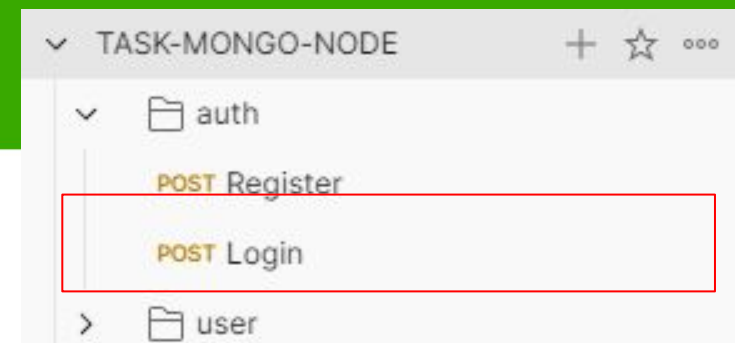 TASK-MONGO-NODE
auth
POST Register
POST Login
user